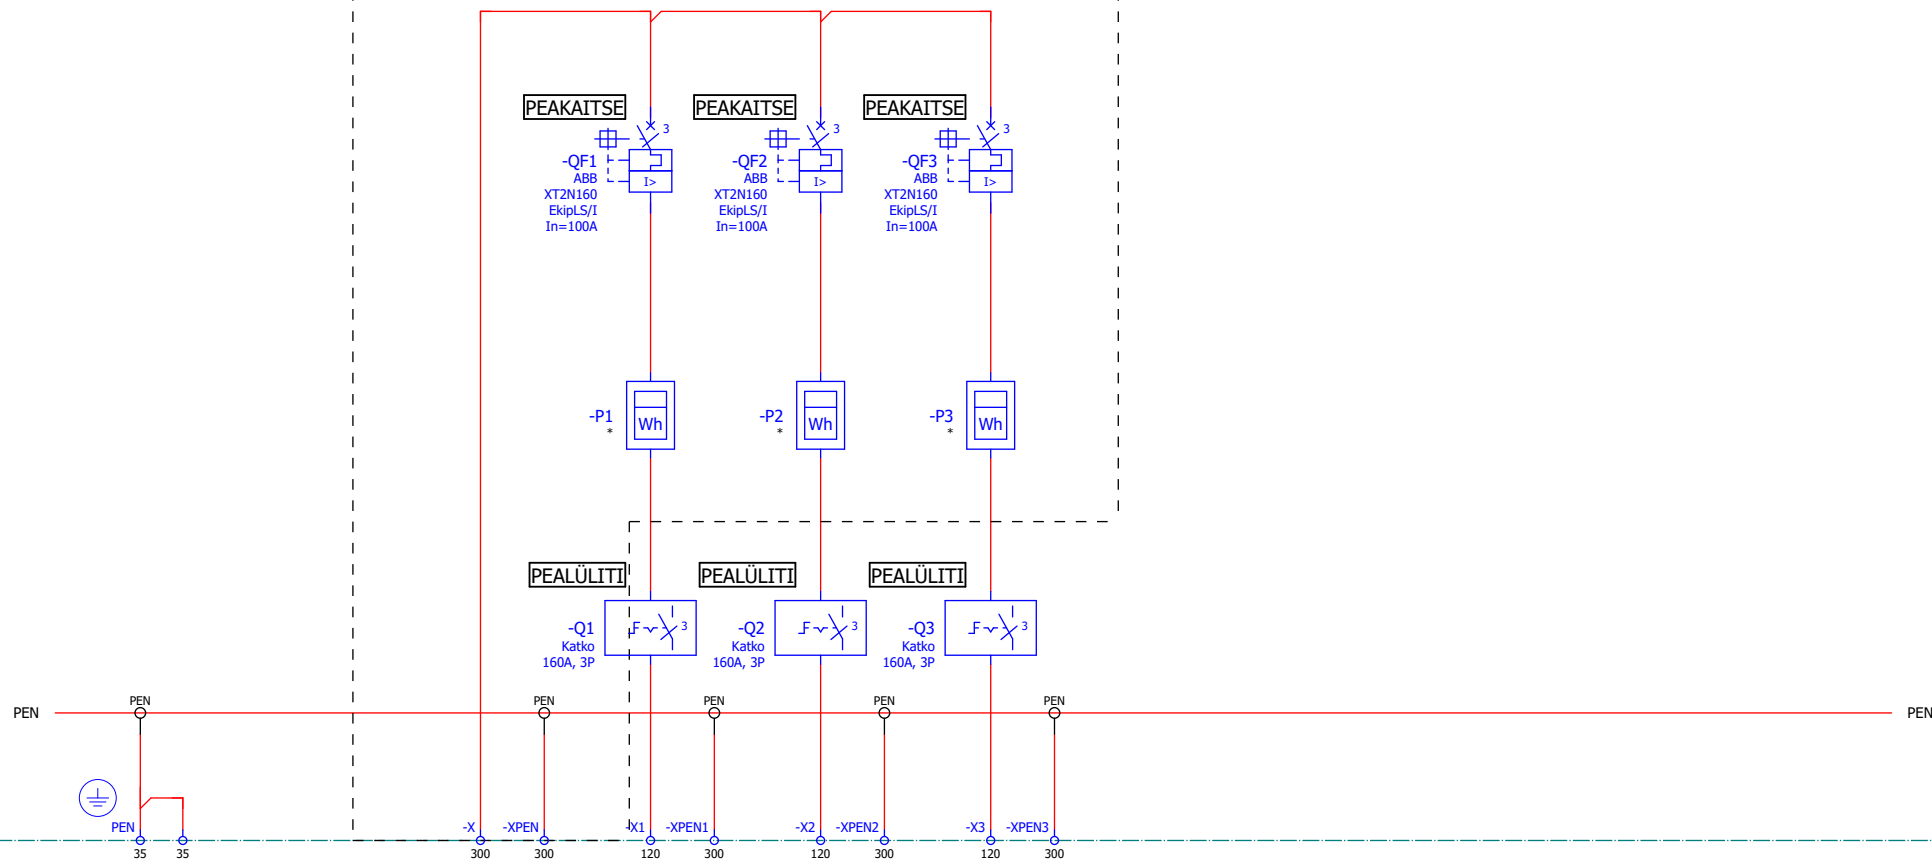 PEAKAITSE PEAKAITSE PEAKAITSE
3 3 3
-QF1 -QF2 -QF3
ABB ABB ABB
I> I> I>
XT2N160 XT2N160 XT2N160
EkipLS/I EkipLS/I EkipLS/I
In=100A In=100A In=100A
-P1 -P2 -P3
* * *
Wh Wh Wh
PEALÜLITI PEALÜLITI PEALÜLITI
-Q1 -Q2 -Q3
3 3 3
Katko Katko Katko
160A, 3P 160A, 3P 160A, 3P
PEN PEN PEN PEN PEN
PEN PEN
PEN -X -XPEN -X1 -XPEN1 -X2 -XPEN2 -X3 -XPEN3
35 35 300 300 120 300 120 300 120 300